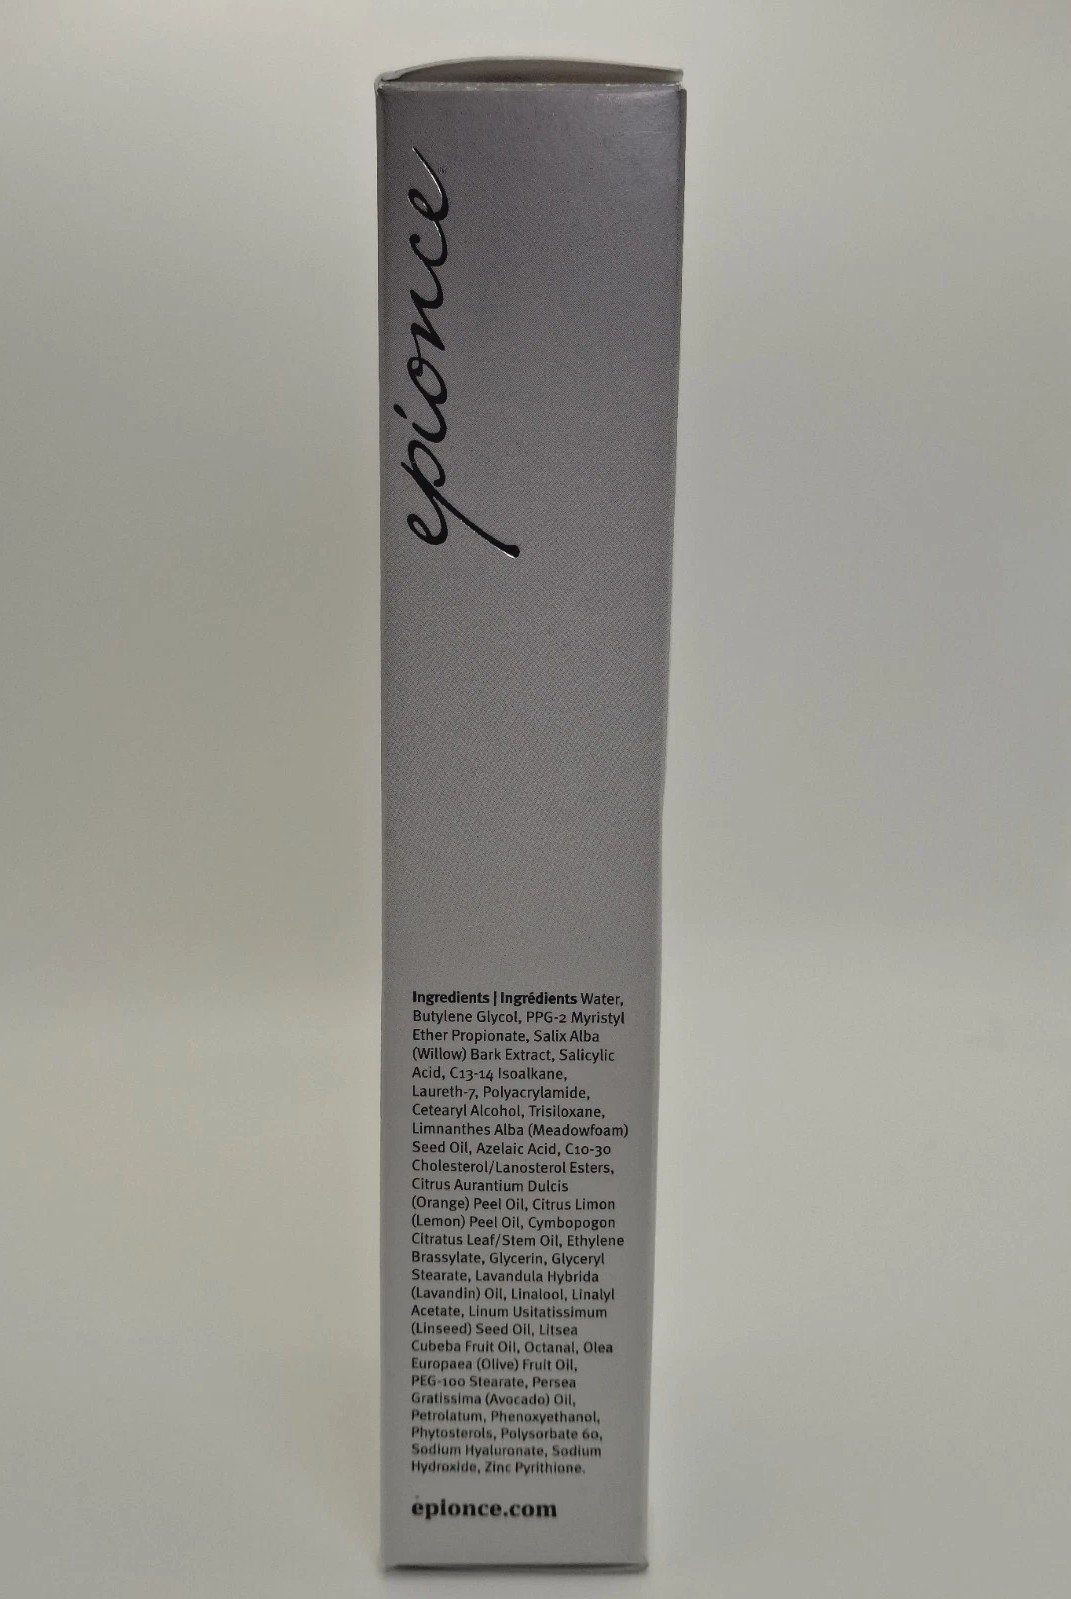 epionce
Ingredients | Ingrédients Water,
Butylene Glycol, PPG-2 Myristyl
Ether Propionate, Salix Alba
(Willow) Bark Extract, Salicylic
Acid, C13-14 Isoalkane,
Laureth-7, Polyacrylamide,
Cetearyl Alcohol, Trisiloxane,
Limnanthes Alba (Meadowfoam)
Seed Oil, Azelaic Acid, C10-30
Cholesterol/Lanosterol Esters,
Citrus Aurantium Dulcis
(Orange) Peel Oil, Citrus Limon
(Lemon) Peel Oil, Cymbopogon
Citratus Leaf/Stem Oil, Ethylene
Brassylate, Glycerin, Glyceryl
Stearate, Lavandula Hybrida
(Lavandin) Oil, Linalool, Linalyl
Acetate, Linum Usitatissimum
(Linseed) Seed Oil, Litsea
Cubeba Fruit Oil, Octanal, Olea
Europaea (Olive) Fruit Oil,
PEG-100 Stearate, Persea
Gratissima (Avocado) Oil,
Petrolatum, Phenoxyethanol,
Phytosterols, Polysorbate 60,
Sodium Hyaluronate, Sodium
Hydroxide, Zinc Pyrithione.
epionce.com